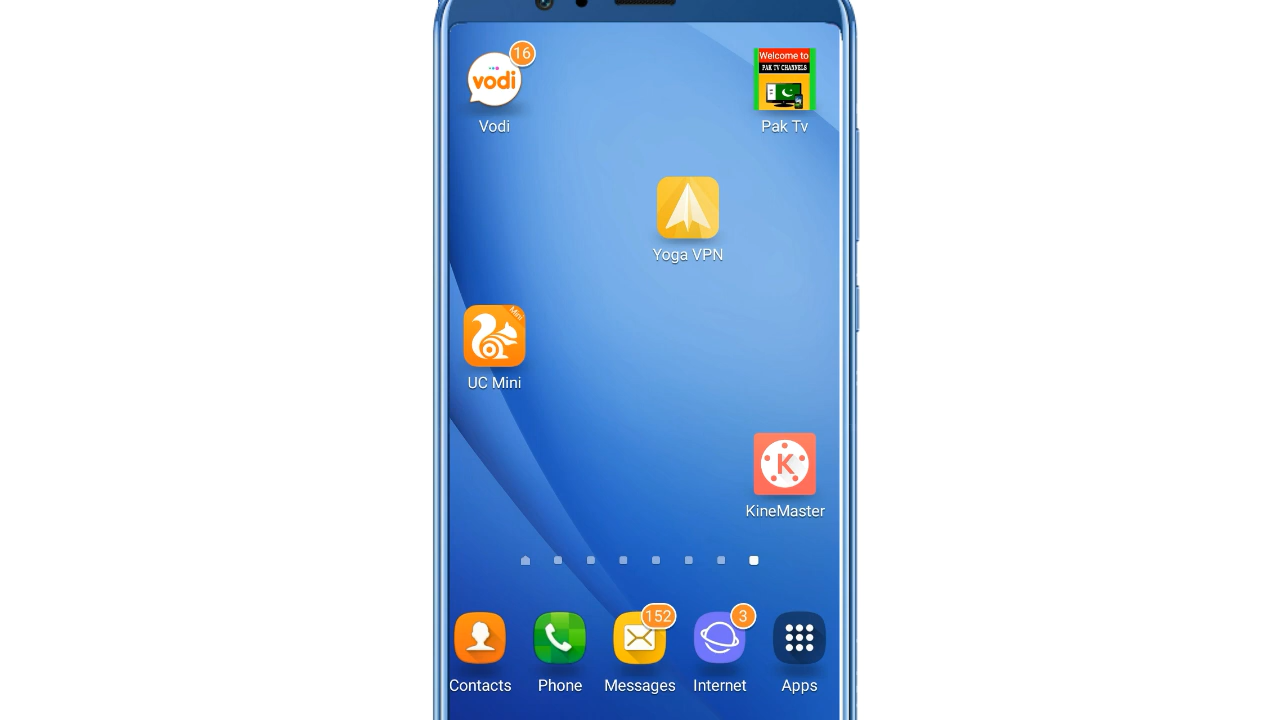 16
vodi
Vodi
Welcome to
PAK TV CHANNELS
Pak Tv
Yoga VPN
Mini
UC Mini
K
KineMaster
152
3
Contacts
Phone
Messages
Internet
Apps